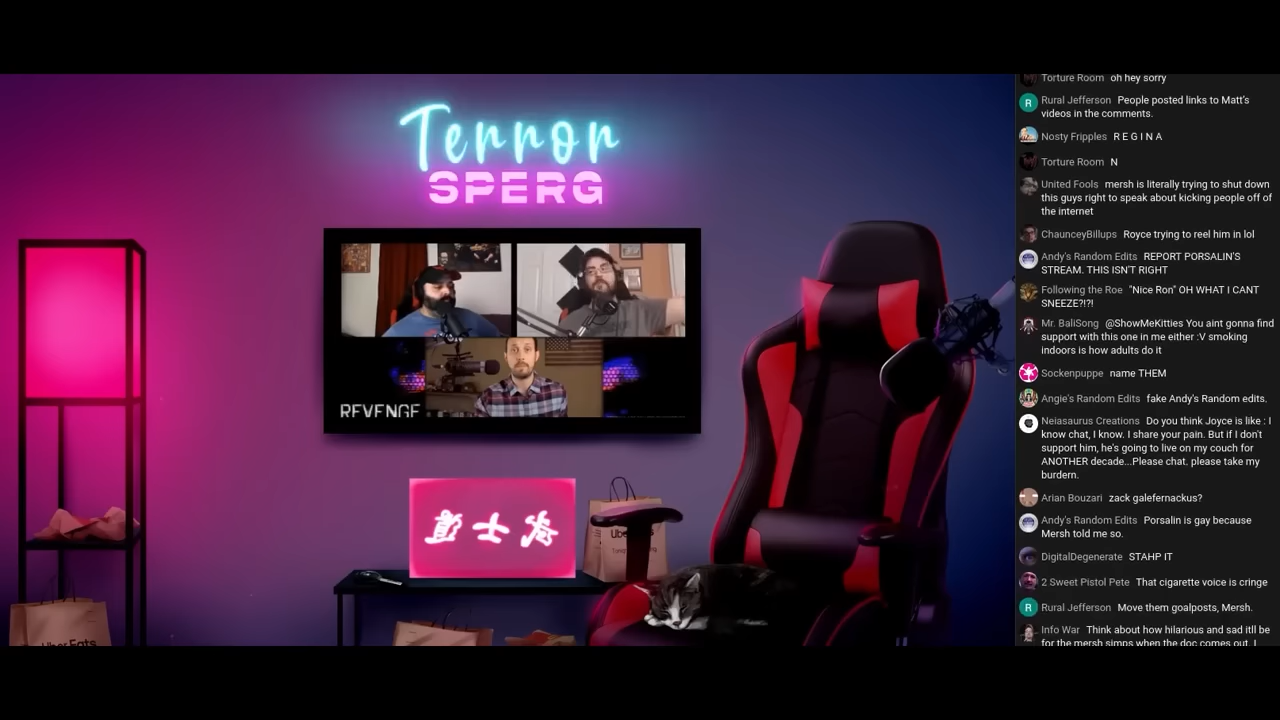 Terror
SPERG
REVENGE
Uber Eats
Torture Room oh hey sorry
Rural Jefferson People posted links to Matt's
videos in the comments.
Nosty Fripples R E G I N A
Torture Room N
United Fools mersh is literally trying to shut down
this guys right to speak about kicking people off of
the internet
ChaunceyBillups Royce trying to reel him in lol
Andy's Random Edits REPORT PORSALIN'S
STREAM. THIS ISN'T RIGHT
Following the Roe "Nice Ron" OH WHAT I CANT
SNEEZE?!?!
Mr. BaliSong @ShowMeKitties You aint gonna find
support with this one in me either :V smoking
indoors is how adults do it
Sockenpuppe name THEM
Angie's Random Edits fake Andy's Random edits.
Neiasaurus Creations Do you think Joyce is like : I
know chat, I know. I share your pain. But if I don't
support him, he's going to live on my couch for
ANOTHER decade...Please chat. please take my
burdern.
Arian Bouzari zack galefernackus?
Andy's Random Edits Porsalin is gay because
Mersh told me so.
DigitalDegenerate STAHP IT
2 Sweet Pistol Pete That cigarette voice is cringe
Rural Jefferson Move them goalposts, Mersh.
Info War Think about how hilarious and sad itll be
for the mersh simps when the doc comes out. I